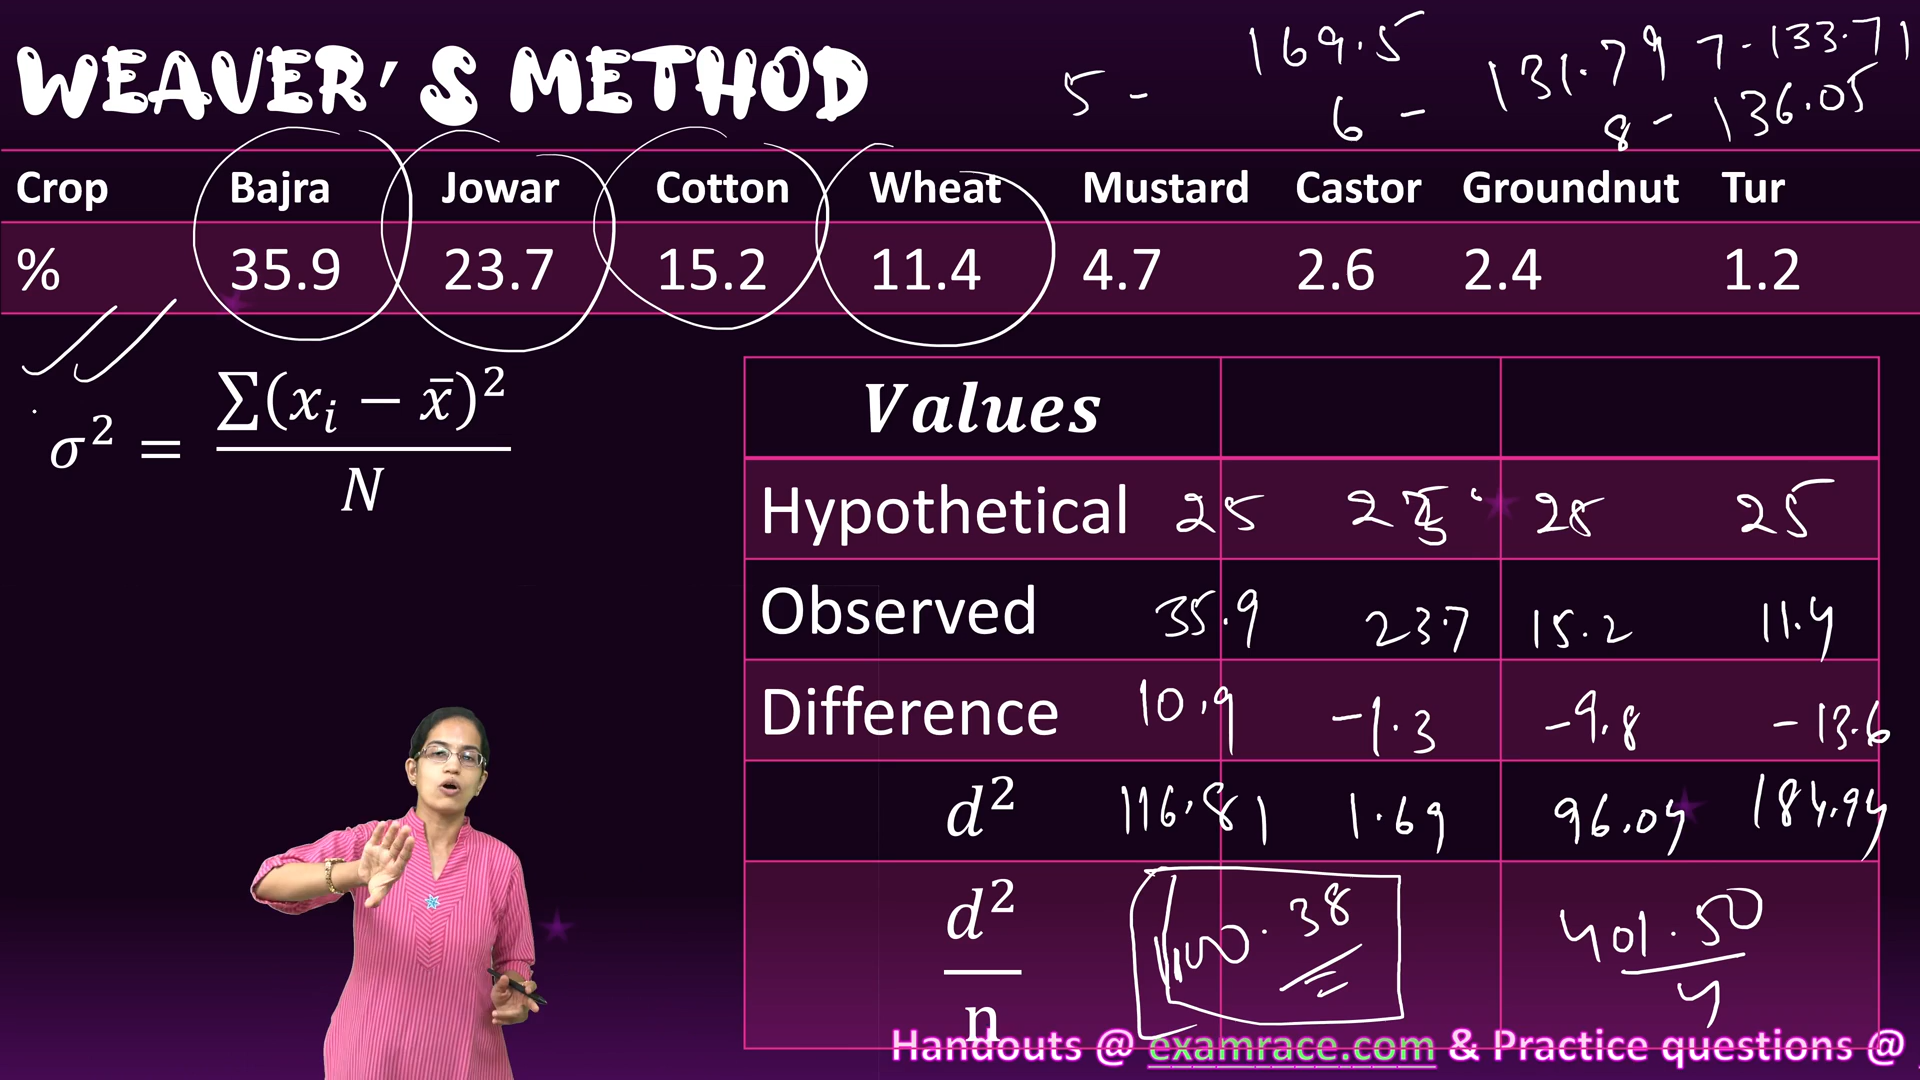 WEAVER'S METHOD
5 - 169.5
6 - 131.79
7 - 133.71
8 - 136.05
Crop Bajra Jowar Cotton Wheat Mustard Castor Groundnut Tur
% 35.9 23.7 15.2 11.4 4.7 2.6 2.4 1.2
σ² = ∑(xᵢ − x̄)² / N
Values
Hypothetical 25 25 25 25
Observed 35.9 23.7 15.2 11.4
Difference 10.9 -1.3 -9.8 -13.6
d² 116.81 1.69 96.04 184.94
d²/n 100.38 401.50/4
Handouts @ examrace.com & Practice questions @